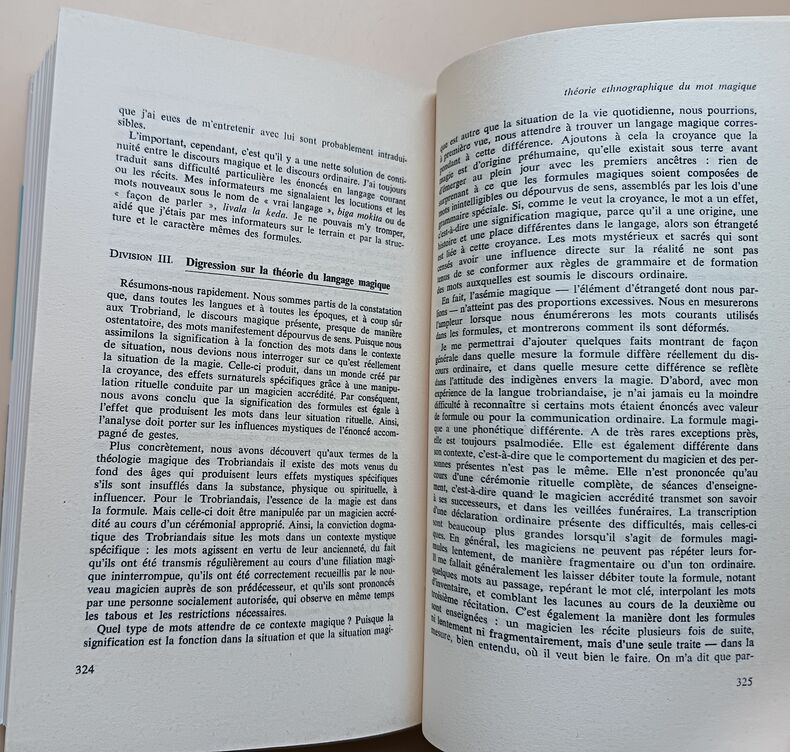 que j'ai eues de m'entretenir avec lui sont probablement intradui-
sibles.
L'important, cependant, c'est qu'il y a une nette solution de conti-
nuité entre le discours magique et le discours ordinaire. J'ai toujours
traduit sans difficulté particulière les énoncés en langage courant
ou les récits. Mes informateurs me signalaient les locutions et les
mots nouveaux sous le nom de « vrai langage », biga mokita ou de
« façon de parler », livala la keda. Je ne pouvais m'y tromper,
aidé que j'étais par mes informateurs sur le terrain et par la struc-
ture et le caractère mêmes des formules.
DIVISION III. Digression sur la théorie du langage magique
Résumons-nous rapidement. Nous sommes partis de la constatation
que, dans toutes les langues et à toutes les époques, et à coup sûr
aux Trobriand, le discours magique présente, presque de manière
ostentatoire, des mots manifestement dépourvus de sens. Puisque nous
assimilons la signification à la fonction des mots dans le contexte
de situation, nous devions nous interroger sur ce qu'est réellement
la situation de la magie. Celle-ci produit, dans un monde créé par
la croyance, des effets surnaturels spécifiques grâce à une manipu-
lation rituelle conduite par un magicien accrédité. Par conséquent,
nous avons conclu que la signification des formules est égale à
l'effet que produisent les mots dans leur situation rituelle. Ainsi,
l'analyse doit porter sur les influences mystiques de l'énoncé accom-
pagné de gestes.
Plus concrètement, nous avons découvert qu'aux termes de la
théologie magique des Trobriandais il existe des mots venus du
fond des âges qui produisent leurs effets mystiques spécifiques
s'ils sont insufflés dans la substance, physique ou spirituelle, à
influencer. Pour le Trobriandais, l'essence de la magie est dans
la formule. Mais celle-ci doit être manipulée par un magicien accré-
dité au cours d'un cérémonial approprié. Ainsi, la conviction dogma-
tique des Trobriandais situe les mots dans un contexte mystique
spécifique : les mots agissent en vertu de leur ancienneté, du fait
qu'ils ont été transmis régulièrement au cours d'une filiation magi-
que ininterrompue, qu'ils ont été correctement recueillis par le nou-
veau magicien auprès de son prédécesseur, et qu'ils sont prononcés
par une personne socialement autorisée, qui observe en même temps
les tabous et les restrictions nécessaires.
Quel type de mots attendre de ce contexte magique ? Puisque la
signification est la fonction dans la situation et que la situation magi-
324
théorie ethnographique du mot magique
que est autre que la situation de la vie quotidienne, nous pourrions,
à première vue, nous attendre à trouver un langage magique corres-
pondant à cette différence. Ajoutons à cela la croyance que la
magie est d'origine préhumaine, qu'elle existait sous terre avant
d'émerger au plein jour avec les premiers ancêtres : rien de
surprenant à ce que les formules magiques soient composées de
mots inintelligibles ou dépourvus de sens, assemblés par les lois d'une
grammaire spéciale. Si, comme le veut la croyance, le mot a un effet,
c'est-à-dire une signification magique, parce qu'il a une origine, une
histoire et une place différentes dans le langage, alors son étrangeté
est liée à cette croyance. Les mots mystérieux et sacrés qui sont
censés avoir une influence directe sur la réalité ne sont pas
tenus de se conformer aux règles de grammaire et de formation
des mots auxquelles est soumis le discours ordinaire.
En fait, l'asémie magique — l'élément d'étrangeté dont nous par-
lions — n'atteint pas des proportions excessives. Nous en mesurerons
l'ampleur lorsque nous énumérerons les mots courants utilisés
dans les formules, et montrerons comment ils sont déformés.
Je me permettrai d'ajouter quelques faits montrant de façon
générale dans quelle mesure la formule diffère réellement du dis-
cours ordinaire, et dans quelle mesure cette différence se reflète
dans l'attitude des indigènes envers la magie. D'abord, avec mon
expérience de la langue trobriandaise, je n'ai jamais eu la moindre
difficulté à reconnaître si certains mots étaient énoncés avec valeur
de formule ou pour la communication ordinaire. La formule magi-
que a une phonétique différente. A de très rares exceptions près,
elle est toujours psalmodiée. Elle est également différente dans
son contexte, c'est-à-dire que le comportement du magicien et des per-
sonnes présentes n'est pas le même. Elle n'est prononcée qu'au
cours d'une cérémonie rituelle complète, de séances d'enseigne-
ment, c'est-à-dire quand le magicien accrédité transmet son savoir
à ses successeurs, et dans les veillées funéraires. La transcription
d'une déclaration ordinaire présente des difficultés, mais celles-ci
sont beaucoup plus grandes lorsqu'il s'agit de formules magi-
ques. En général, les magiciens ne peuvent pas répéter leurs for-
mules lentement, de manière fragmentaire ou d'un ton ordinaire.
Il me fallait généralement les laisser débiter toute la formule, notant
quelques mots au passage, repérant le mot clé, interpolant les mots
d'inventaire, et comblant les lacunes au cours de la deuxième ou
troisième récitation. C'est également la manière dont les formules
sont enseignées : un magicien les récite plusieurs fois de suite,
ni lentement ni fragmentairement, mais d'une seule traite — dans la
mesure, bien entendu, où il veut bien le faire. On m'a dit que par-
325